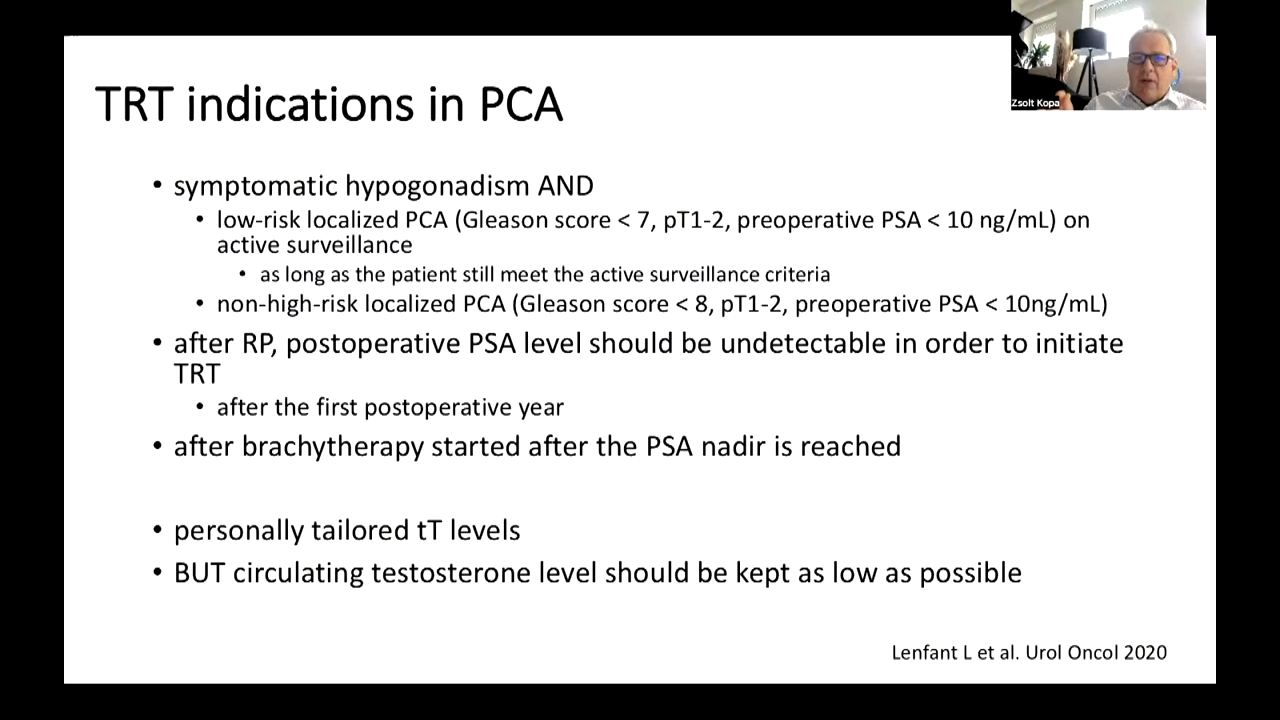 TRT indications in PCA
Zsolt Kopa
• symptomatic hypogonadism AND
• low-risk localized PCA (Gleason score < 7, pT1-2, preoperative PSA < 10 ng/mL) on
active surveillance
• as long as the patient still meet the active surveillance criteria
• non-high-risk localized PCA (Gleason score < 8, pT1-2, preoperative PSA < 10ng/mL)
• after RP, postoperative PSA level should be undetectable in order to initiate
TRT
• after the first postoperative year
• after brachytherapy started after the PSA nadir is reached
• personally tailored tT levels
• BUT circulating testosterone level should be kept as low as possible
Lenfant L et al. Urol Oncol 2020